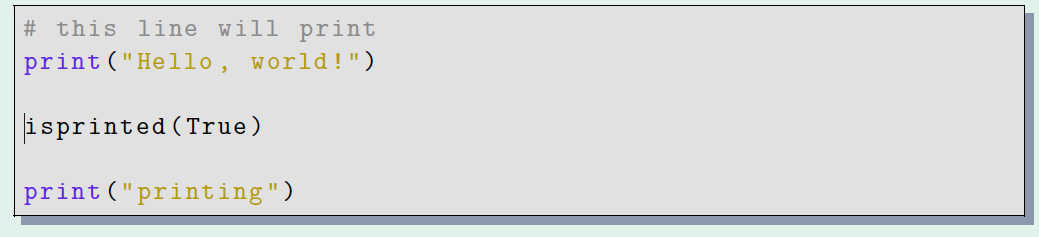 # this line will print
print("Hello, world!")
isprinted(True)
print("printing")